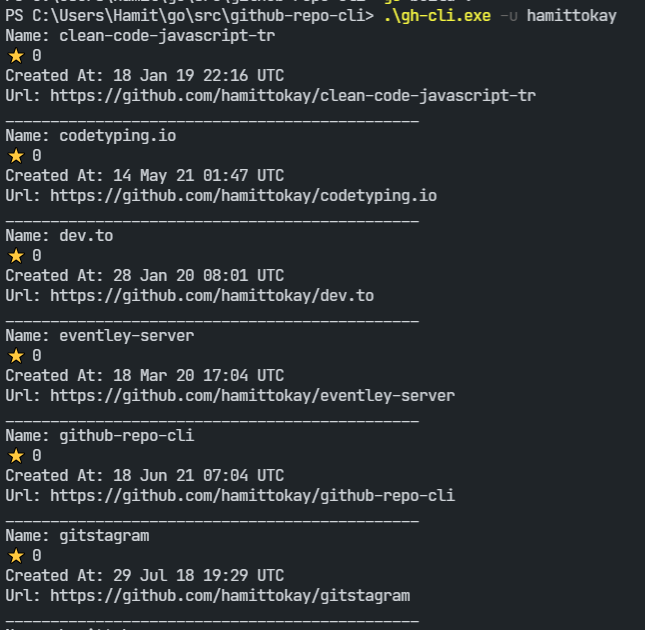 PS C:\Users\Hamit\go\src\github-repo-cli> .\gh-cli.exe -u hamittokay
Name: clean-code-javascript-tr
⭐ 0
Created At: 18 Jan 19 22:16 UTC
Url: https://github.com/hamittokay/clean-code-javascript-tr
______________________________________________
Name: codetyping.io
⭐ 0
Created At: 14 May 21 01:47 UTC
Url: https://github.com/hamittokay/codetyping.io
______________________________________________
Name: dev.to
⭐ 0
Created At: 28 Jan 20 08:01 UTC
Url: https://github.com/hamittokay/dev.to
______________________________________________
Name: eventley-server
⭐ 0
Created At: 18 Mar 20 17:04 UTC
Url: https://github.com/hamittokay/eventley-server
______________________________________________
Name: github-repo-cli
⭐ 0
Created At: 18 Jun 21 07:04 UTC
Url: https://github.com/hamittokay/github-repo-cli
______________________________________________
Name: gitstagram
⭐ 0
Created At: 29 Jul 18 19:29 UTC
Url: https://github.com/hamittokay/gitstagram
______________________________________________